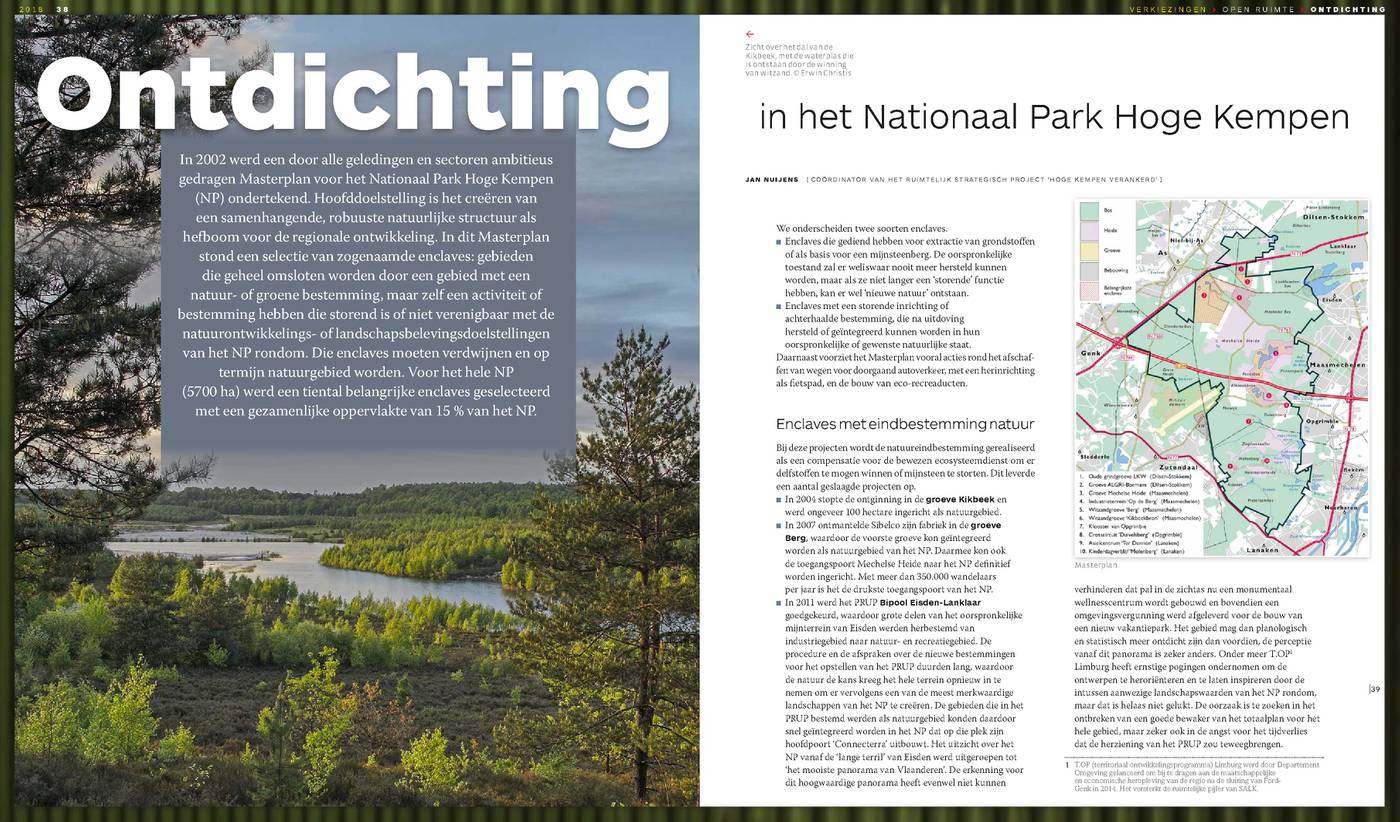 2018 38
VERKIEZINGEN OPEN RUIMTE ONTDICHTING
Ontdichting
In 2002 werd een door alle geledingen en sectoren ambitieus
gedragen Masterplan voor het Nationaal Park Hoge Kempen
(NP) ondertekend. Hoofddoelstelling is het creëren van
een samenhangende, robuuste natuurlijke structuur als
hefboom voor de regionale ontwikkeling. In dit Masterplan
stond een selectie van zogenaamde enclaves: gebieden
die geheel omsloten worden door een gebied met een
natuur- of groene bestemming, maar zelf een activiteit of
bestemming hebben die storend is of niet verenigbaar met de
natuurontwikkelings- of landschapsbelevingsdoelstellingen
van het NP rondom. Die enclaves moeten verdwijnen en op
termijn natuurgebied worden. Voor het hele NP
(5700 ha) werd een tiental belangrijke enclaves geselecteerd
met een gezamenlijke oppervlakte van 15 % van het NP.
←
Zicht over het dal van de
Kikbeek, met de waterplas die
is ontstaan door de winning
van witzand. © Erwin Christis
in het Nationaal Park Hoge Kempen
JAN NUIJENS [ COÖRDINATOR VAN HET RUIMTELIJK STRATEGISCH PROJECT 'HOGE KEMPEN VERANKERD' ]
We onderscheiden twee soorten enclaves.
■ Enclaves die gediend hebben voor extractie van grondstoffen
of als basis voor een mijnsteenberg. De oorspronkelijke
toestand zal er weliswaar nooit meer hersteld kunnen
worden, maar als ze niet langer een 'storende' functie
hebben, kan er wel 'nieuwe natuur' ontstaan.
■ Enclaves met een storende inrichting of
achterhaalde bestemming, die na uitdoving
hersteld of geïntegreerd kunnen worden in hun
oorspronkelijke of gewenste natuurlijke staat.
Daarnaast voorziet het Masterplan vooral acties rond het afschaf-
fen van wegen voor doorgaand autoverkeer, met een herinrichting
als fietspad, en de bouw van eco-recreaducten.
Enclaves met eindbestemming natuur
Bij deze projecten wordt de natuureindbestemming gerealiseerd
als een compensatie voor de bewezen ecosysteemdienst om er
delfstoffen te mogen winnen of mijnsteen te storten. Dit leverde
een aantal geslaagde projecten op.
■ In 2004 stopte de ontginning in de groeve Kikbeek en
werd ongeveer 100 hectare ingericht als natuurgebied.
■ In 2007 ontmantelde Sibelco zijn fabriek in de groeve
Berg, waardoor de voorste groeve kon geïntegreerd
worden als natuurgebied van het NP. Daarmee kon ook
de toegangspoort Mechelse Heide naar het NP definitief
worden ingericht. Met meer dan 350.000 wandelaars
per jaar is het de drukste toegangspoort van het NP.
■ In 2011 werd het PRUP Bipool Eisden-Lanklaar
goedgekeurd, waardoor grote delen van het oorspronkelijke
mijnterrein van Eisden werden herbestemd van
industriegebied naar natuur- en recreatiegebied. De
procedure en de afspraken over de nieuwe bestemmingen
voor het opstellen van het PRUP duurden lang, waardoor
de natuur de kans kreeg het hele terrein opnieuw in te
nemen om er vervolgens een van de meest merkwaardige
landschappen van het NP te creëren. De gebieden die in het
PRUP bestemd werden als natuurgebied konden daardoor
snel geïntegreerd worden in het NP dat op die plek zijn
hoofdpoort 'Connecterra' uitbouwt. Het uitzicht over het
NP vanaf de 'lange terril' van Eisden werd uitgeroepen tot
'het mooiste panorama van Vlaanderen'. De erkenning voor
dit hoogwaardige panorama heeft evenwel niet kunnen
Bos
Heide
Groeve
Bebouwing
Belangrijkste
enclaves
Dilsen-Stokkem
Lanklaar
Niel-bij-As
As
Eisden
Genk
Maasmechelen
Opgrimbie
Zutendaal
Rekem
Neerharen
Lanaken
1. Oude grindgroeve LKW (Dilsen-Stokkem)
2. Groeve ALGRI-Bormans (Dilsen-Stokkem)
3. Groeve Mechelse Heide (Maasmechelen)
4. Industrieterrein 'Op de Berg' (Maasmechelen)
5. Witzandgroeve 'Berg' (Maasmechelen)
6. Witzandgroeve 'Kikbeekbron' (Maasmechelen)
7. Klooster van Opgrimbie
8. Crosscircuit 'Duivelsberg' (Opgrimbie)
9. Asielcentrum 'Ter Dennen' (Lanaken)
10. Kinderdagverblijf 'Molenberg' (Lanaken)
Masterplan
verhinderen dat pal in de zichtas nu een monumentaal
wellnesscentrum wordt gebouwd en bovendien een
omgevingsvergunning werd afgeleverd voor de bouw van
een nieuw vakantiepark. Het gebied mag dan planologisch
en statistisch meer ontdicht zijn dan voordien, de perceptie
vanaf dit panorama is zeker anders. Onder meer T.OP¹
Limburg heeft ernstige pogingen ondernomen om de
ontwerpen te heroriënteren en te laten inspireren door de
intussen aanwezige landschapswaarden van het NP rondom,
maar dat is helaas niet gelukt. De oorzaak is te zoeken in het
ontbreken van een goede bewaker van het totaalplan voor het
hele gebied, maar zeker ook in de angst voor het tijdverlies
dat de herziening van het PRUP zou teweegbrengen.
1 T.OP (territoriaal ontwikkelingsprogramma) Limburg werd door Departement
Omgeving gelanceerd om bij te dragen aan de maatschappelijke
en economische heropleving van de regio na de sluiting van Ford-
Genk in 2014. Het versterkt de ruimtelijke pijler van SALK.
39